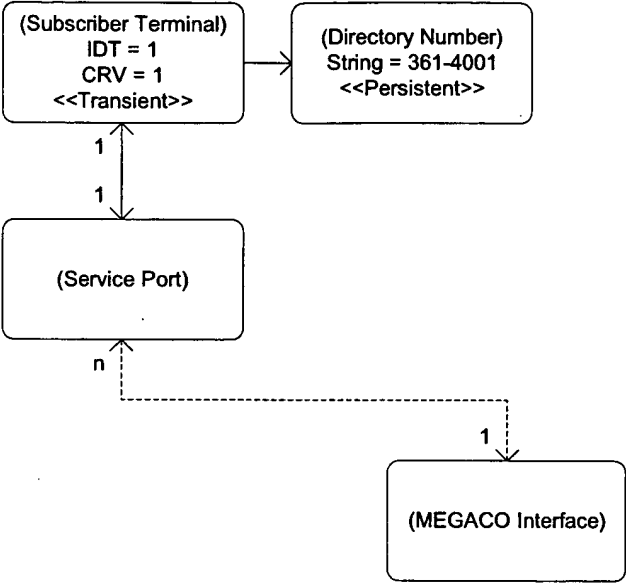 (Subscriber Terminal)
IDT = 1
CRV = 1
<<Transient>>
(Directory Number)
String = 361-4001
<<Persistent>>
1
1
(Service Port)
n
1
(MEGACO Interface)